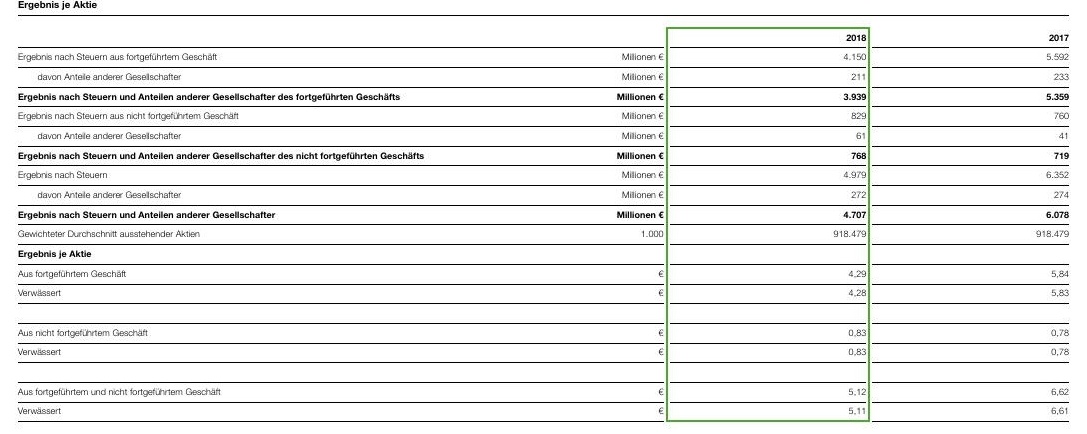 Ergebnis je Aktie
2018 2017
Ergebnis nach Steuern aus fortgeführtem Geschäft Millionen € 4.150 5.592
davon Anteile anderer Gesellschafter Millionen € 211 233
Ergebnis nach Steuern und Anteilen anderer Gesellschafter des fortgeführten Geschäfts Millionen € 3.939 5.359
Ergebnis nach Steuern aus nicht fortgeführtem Geschäft Millionen € 829 760
davon Anteile anderer Gesellschafter Millionen € 61 41
Ergebnis nach Steuern und Anteilen anderer Gesellschafter des nicht fortgeführten Geschäfts Millionen € 768 719
Ergebnis nach Steuern Millionen € 4.979 6.352
davon Anteile anderer Gesellschafter Millionen € 272 274
Ergebnis nach Steuern und Anteilen anderer Gesellschafter Millionen € 4.707 6.078
Gewichteter Durchschnitt ausstehender Aktien 1.000 918.479 918.479
Ergebnis je Aktie
Aus fortgeführtem Geschäft € 4,29 5,84
Verwässert € 4,28 5,83
Aus nicht fortgeführtem Geschäft € 0,83 0,78
Verwässert € 0,83 0,78
Aus fortgeführtem und nicht fortgeführtem Geschäft € 5,12 6,62
Verwässert € 5,11 6,61